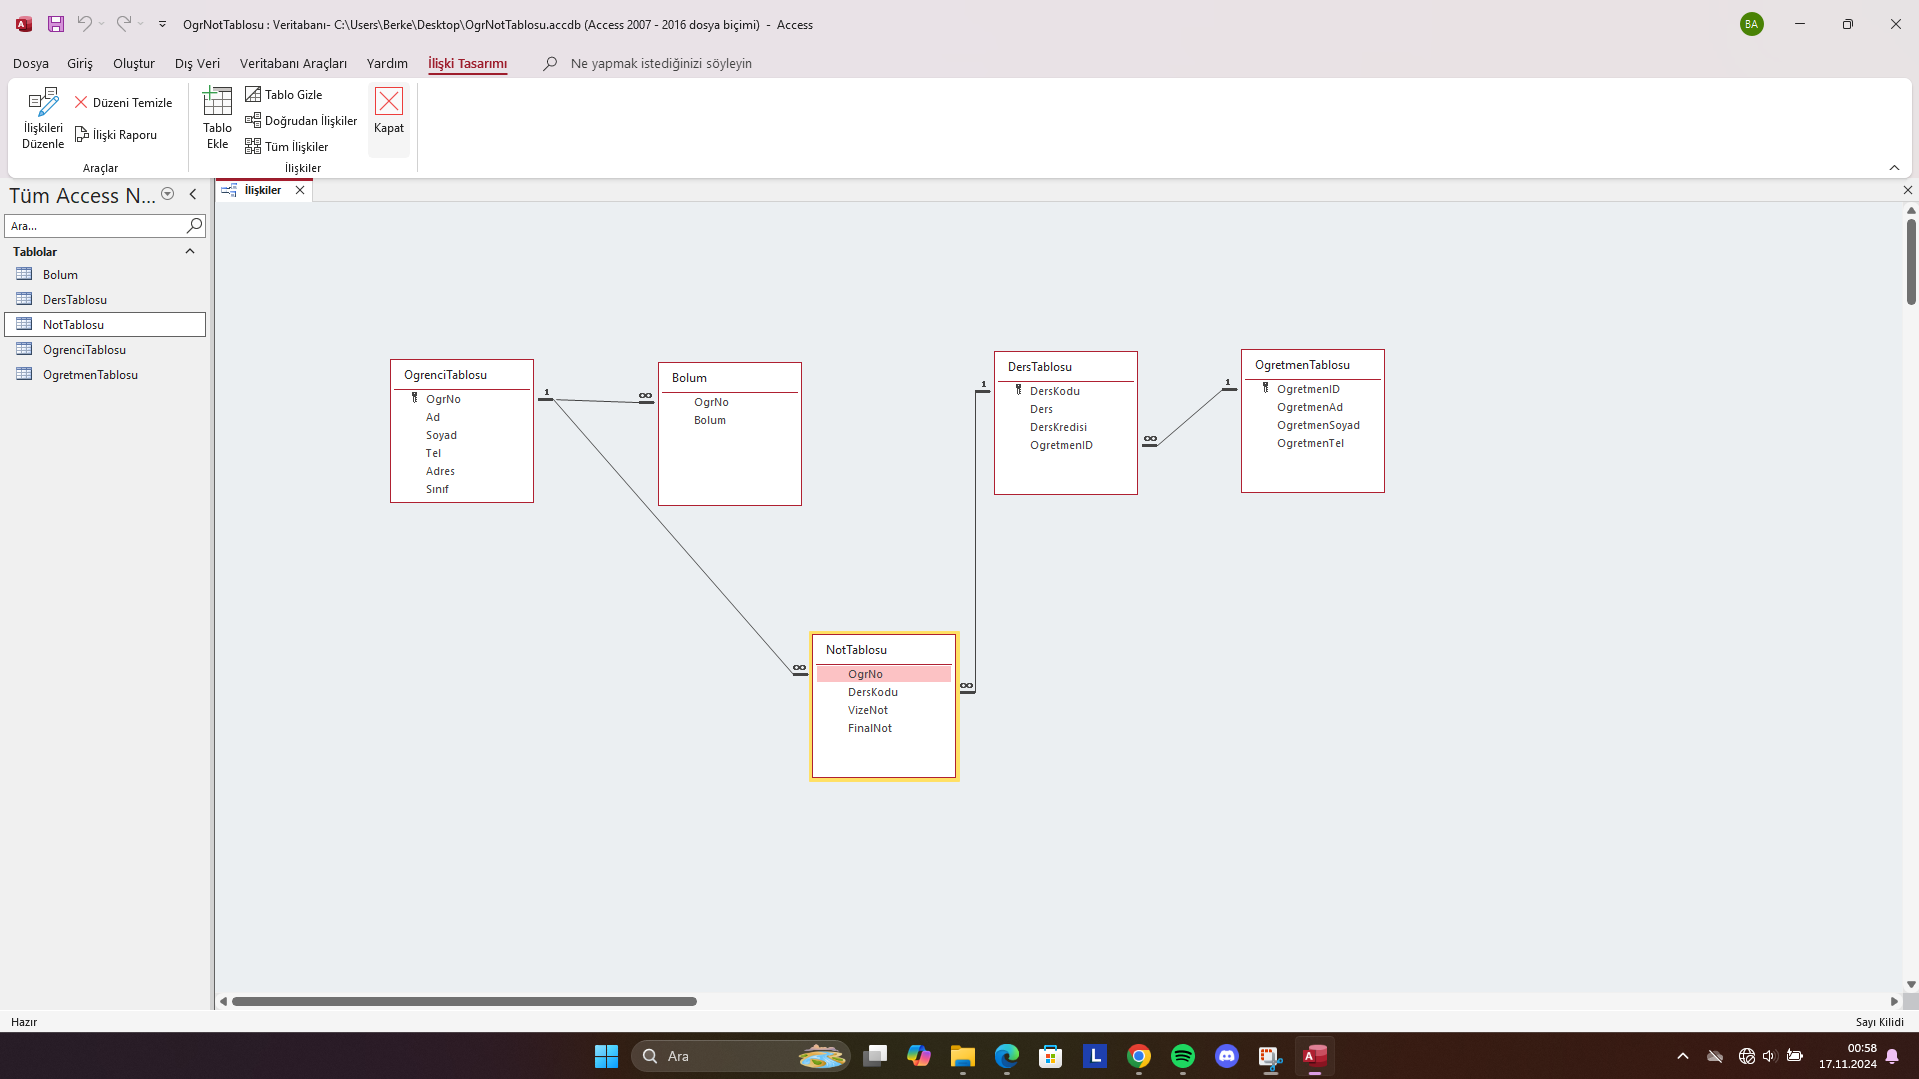 OgrNotTablosu : Veritabanı- C:\Users\Berke\Desktop\OgrNotTablosu.accdb (Access 2007 - 2016 dosya biçimi) - Access
BA
Dosya Giriş Oluştur Dış Veri Veritabanı Araçları Yardım İlişki Tasarımı Ne yapmak istediğinizi söyleyin
İlişkileri Düzenle
Düzeni Temizle
İlişki Raporu
Araçlar
Tablo Ekle
Tablo Gizle
Doğrudan İlişkiler
Tüm İlişkiler
Kapat
İlişkiler
Tüm Access N...
Ara...
Tablolar
Bolum
DersTablosu
NotTablosu
OgrenciTablosu
OgretmenTablosu
İlişkiler
OgrenciTablosu
OgrNo
Ad
Soyad
Tel
Adres
Sınıf
1
∞
Bolum
OgrNo
Bolum
1
DersTablosu
DersKodu
Ders
DersKredisi
OgretmenID
∞
1
OgretmenTablosu
OgretmenID
OgretmenAd
OgretmenSoyad
OgretmenTel
∞
NotTablosu
OgrNo
DersKodu
VizeNot
FinalNot
∞
Hazır
Sayı Kilidi
Ara
L
A
00:58
17.11.2024